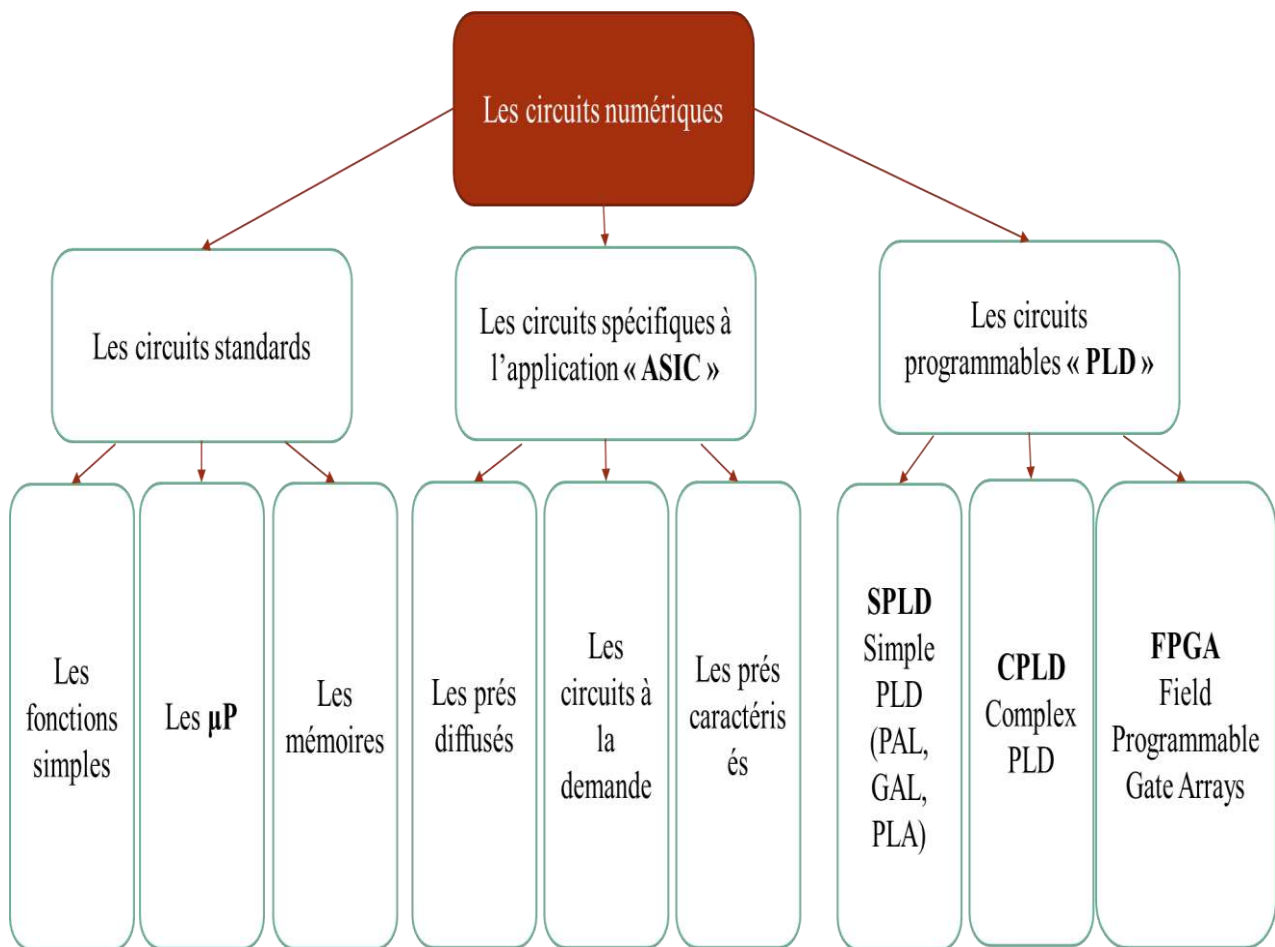 Les circuits numériques
Les circuits standards
Les circuits spécifiques à
l’application « ASIC »
Les circuits
programmables « PLD »
Les
fonctions
simples
Les µP
Les
mémoires
Les prés
diffusés
Les
circuits à
la
demande
Les prés
caractéris
és
SPLD
Simple
PLD
(PAL,
GAL,
PLA)
CPLD
Complex
PLD
FPGA
Field
Programmable
Gate Arrays